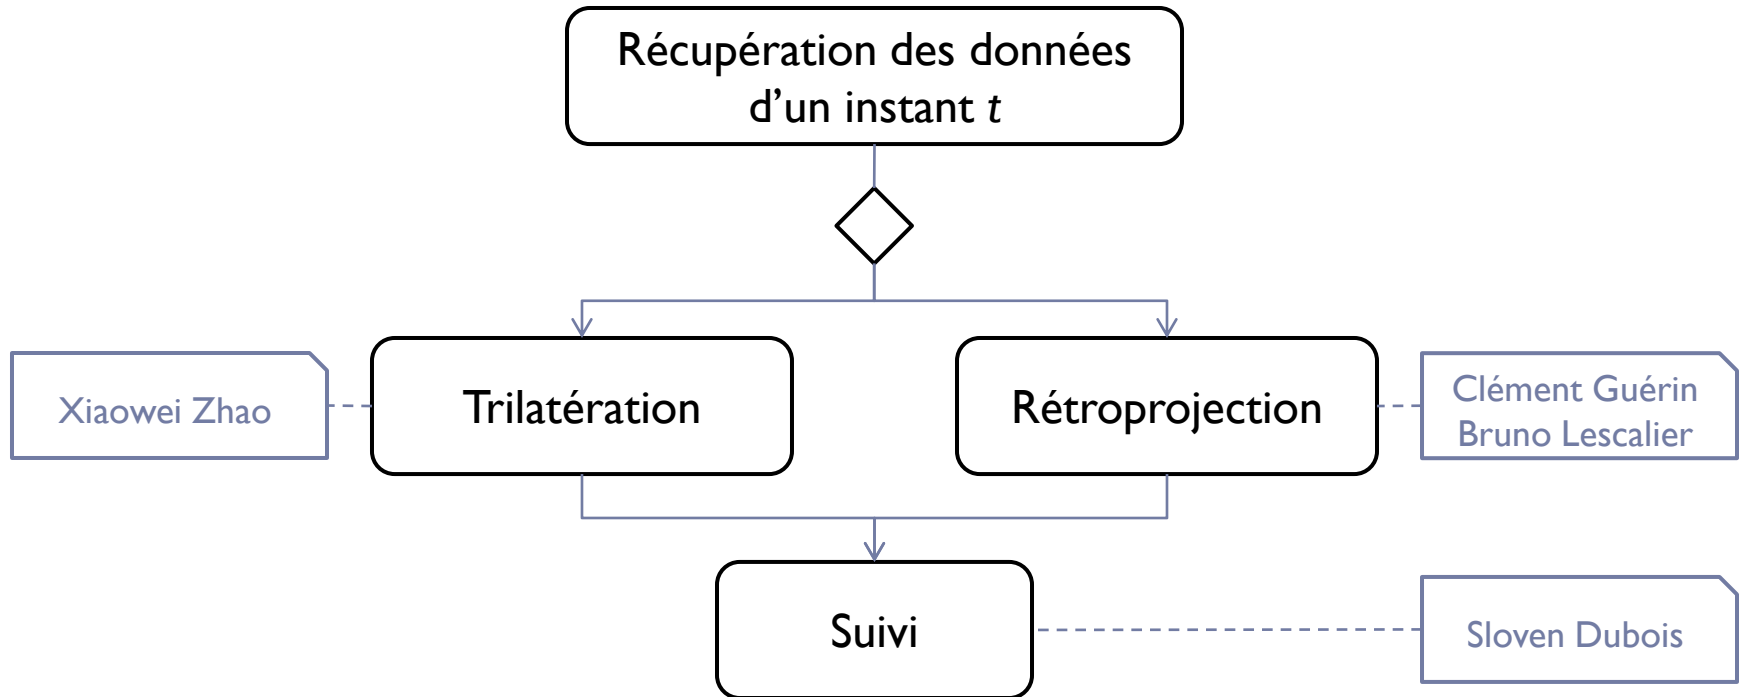 Récupération des données
d’un instant t
Xiaowei Zhao
Trilatération
Rétroprojection
Clément Guérin
Bruno Lescalier
Suivi
Sloven Dubois